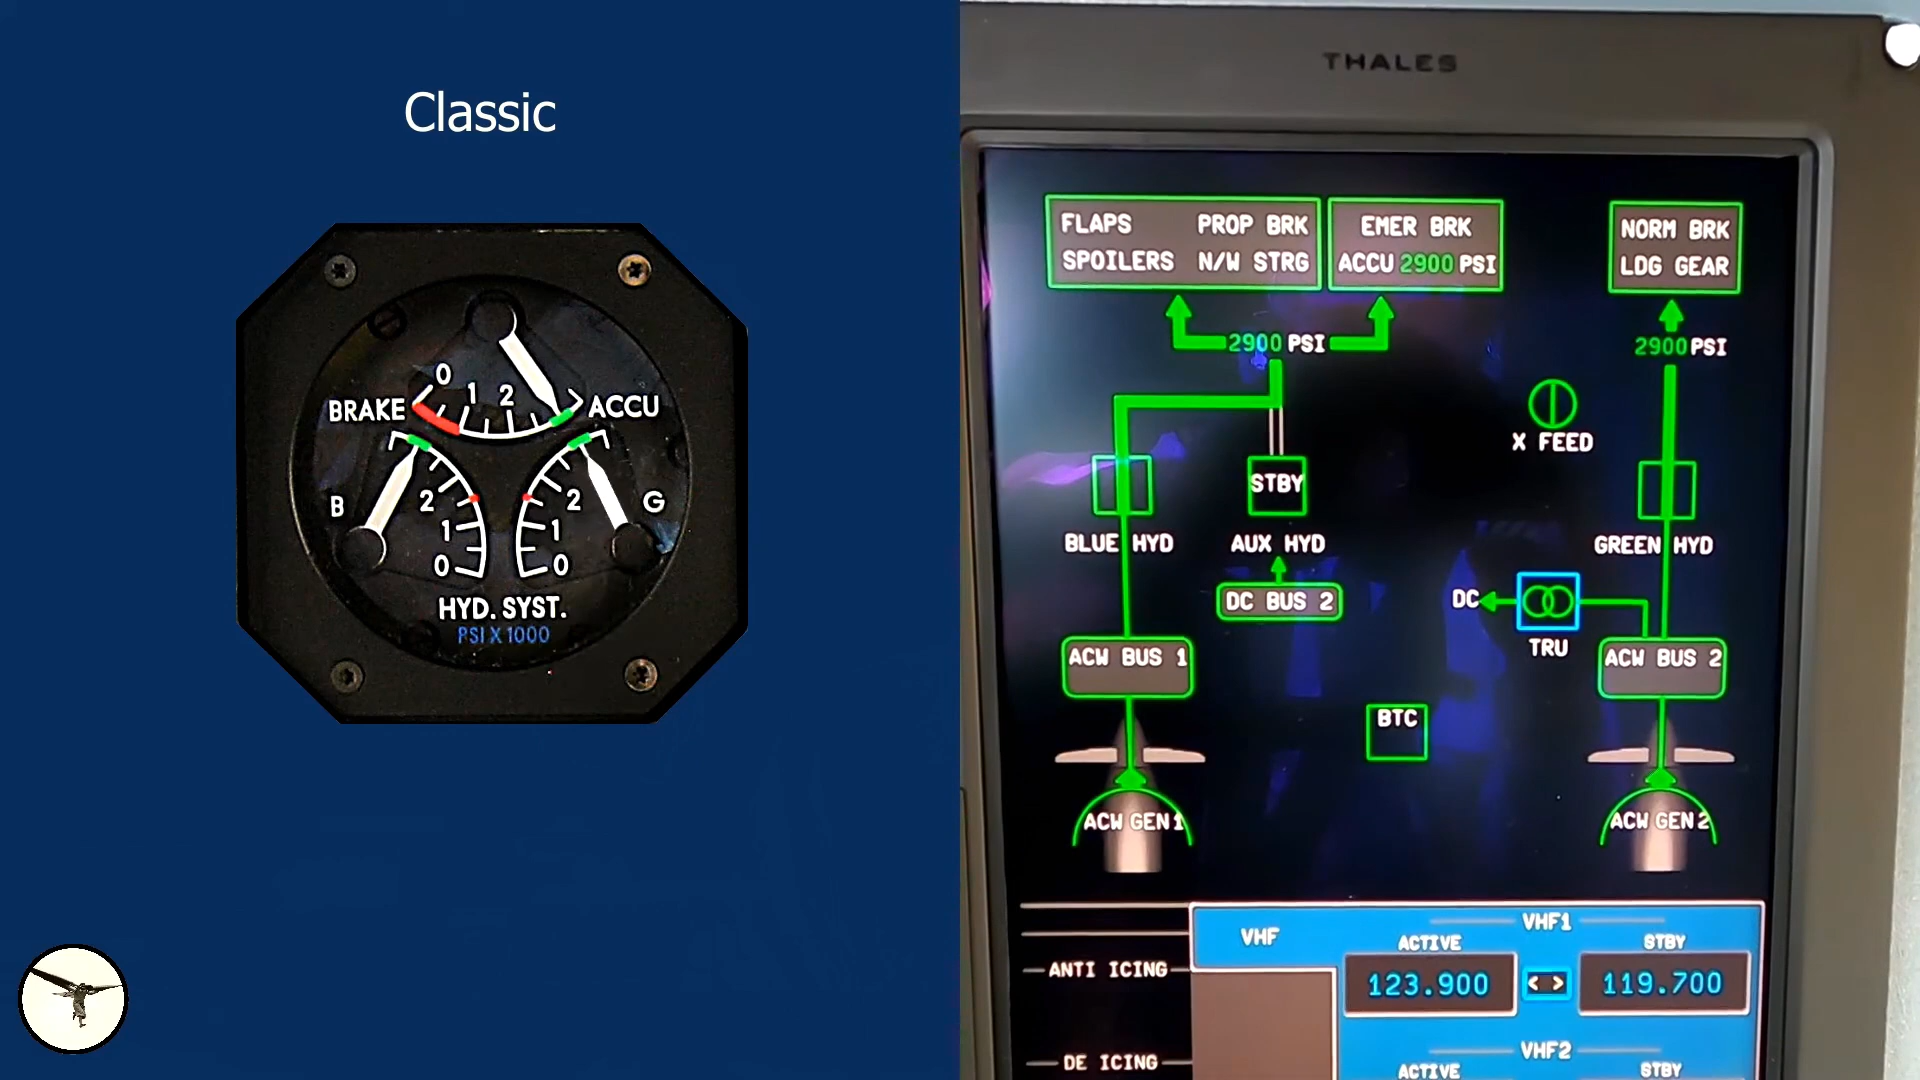 Classic
0
1
2
BRAKE
ACCU
B
2
1
0
2
1
0
G
HYD. SYST.
PSI X 1000
THALES
FLAPS PROP BRK
SPOILERS N/W STRG
EMER BRK
ACCU 2900 PSI
NORM BRK
LDG GEAR
2900 PSI
2900 PSI
X FEED
STBY
BLUE HYD
AUX HYD
GREEN HYD
DC BUS 2
DC
TRU
ACW BUS 1
ACW BUS 2
BTC
ACW GEN 1
ACW GEN 2
ANTI ICING
DE ICING
VHF
VHF1
ACTIVE
STBY
123.900
< >
119.700
VHF2
ACTIVE
STBY